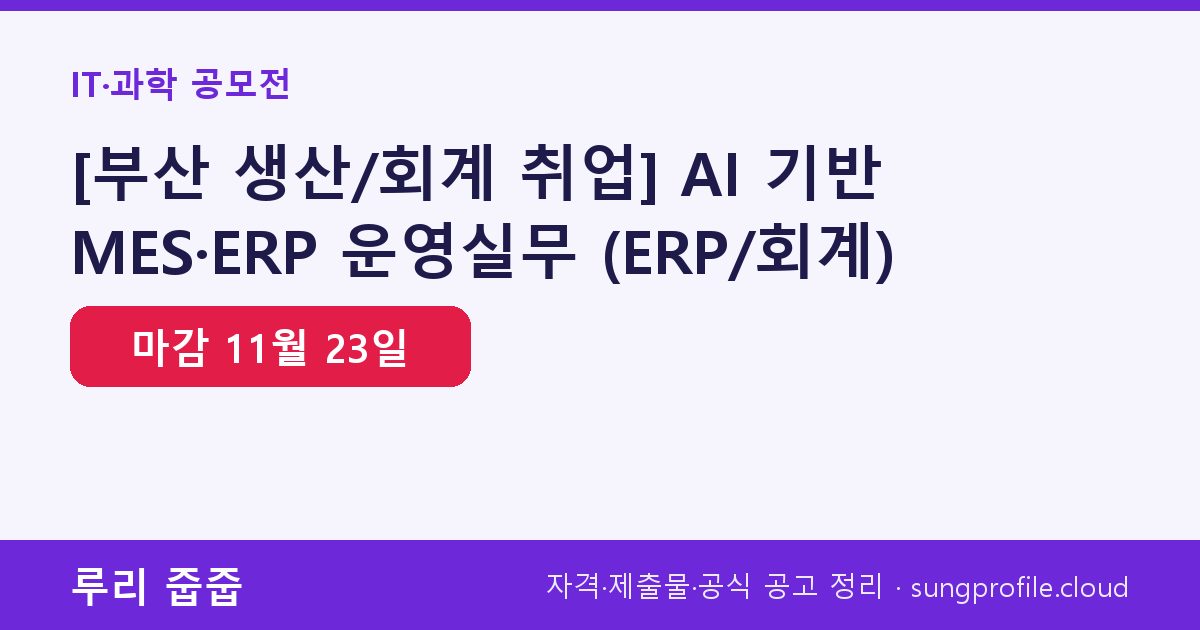 IT·과학 공모전
[부산 생산/회계 취업] AI 기반
MES·ERP 운영실무 (ERP/회계)
마감 11월 23일
루리 줍줍
자격·제출물·공식 공고 정리 · sungprofile.cloud